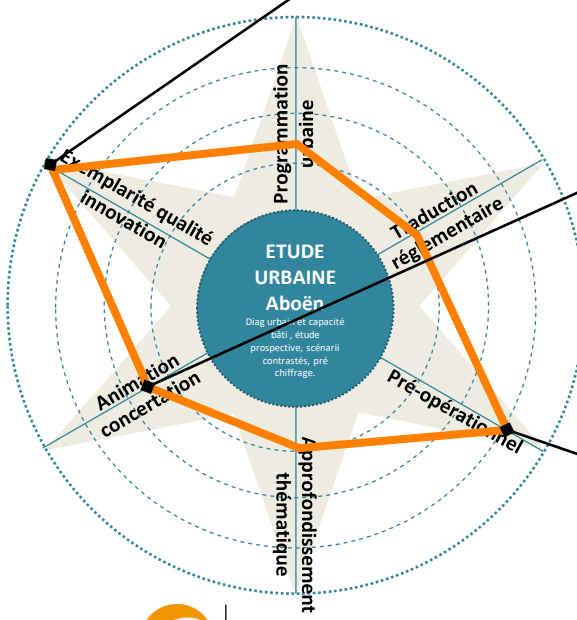 Programmation
urbaine
Traduction
réglementaire
Exemplarité qualité
innovation
ETUDE
URBAINE
Aboën
Diag urbain et capacité
bâti , étude
prospective, scénarii
contrastés, pré
chiffrage.
Animation
concertation
Pré-operationnel
Approfondissement
thématique